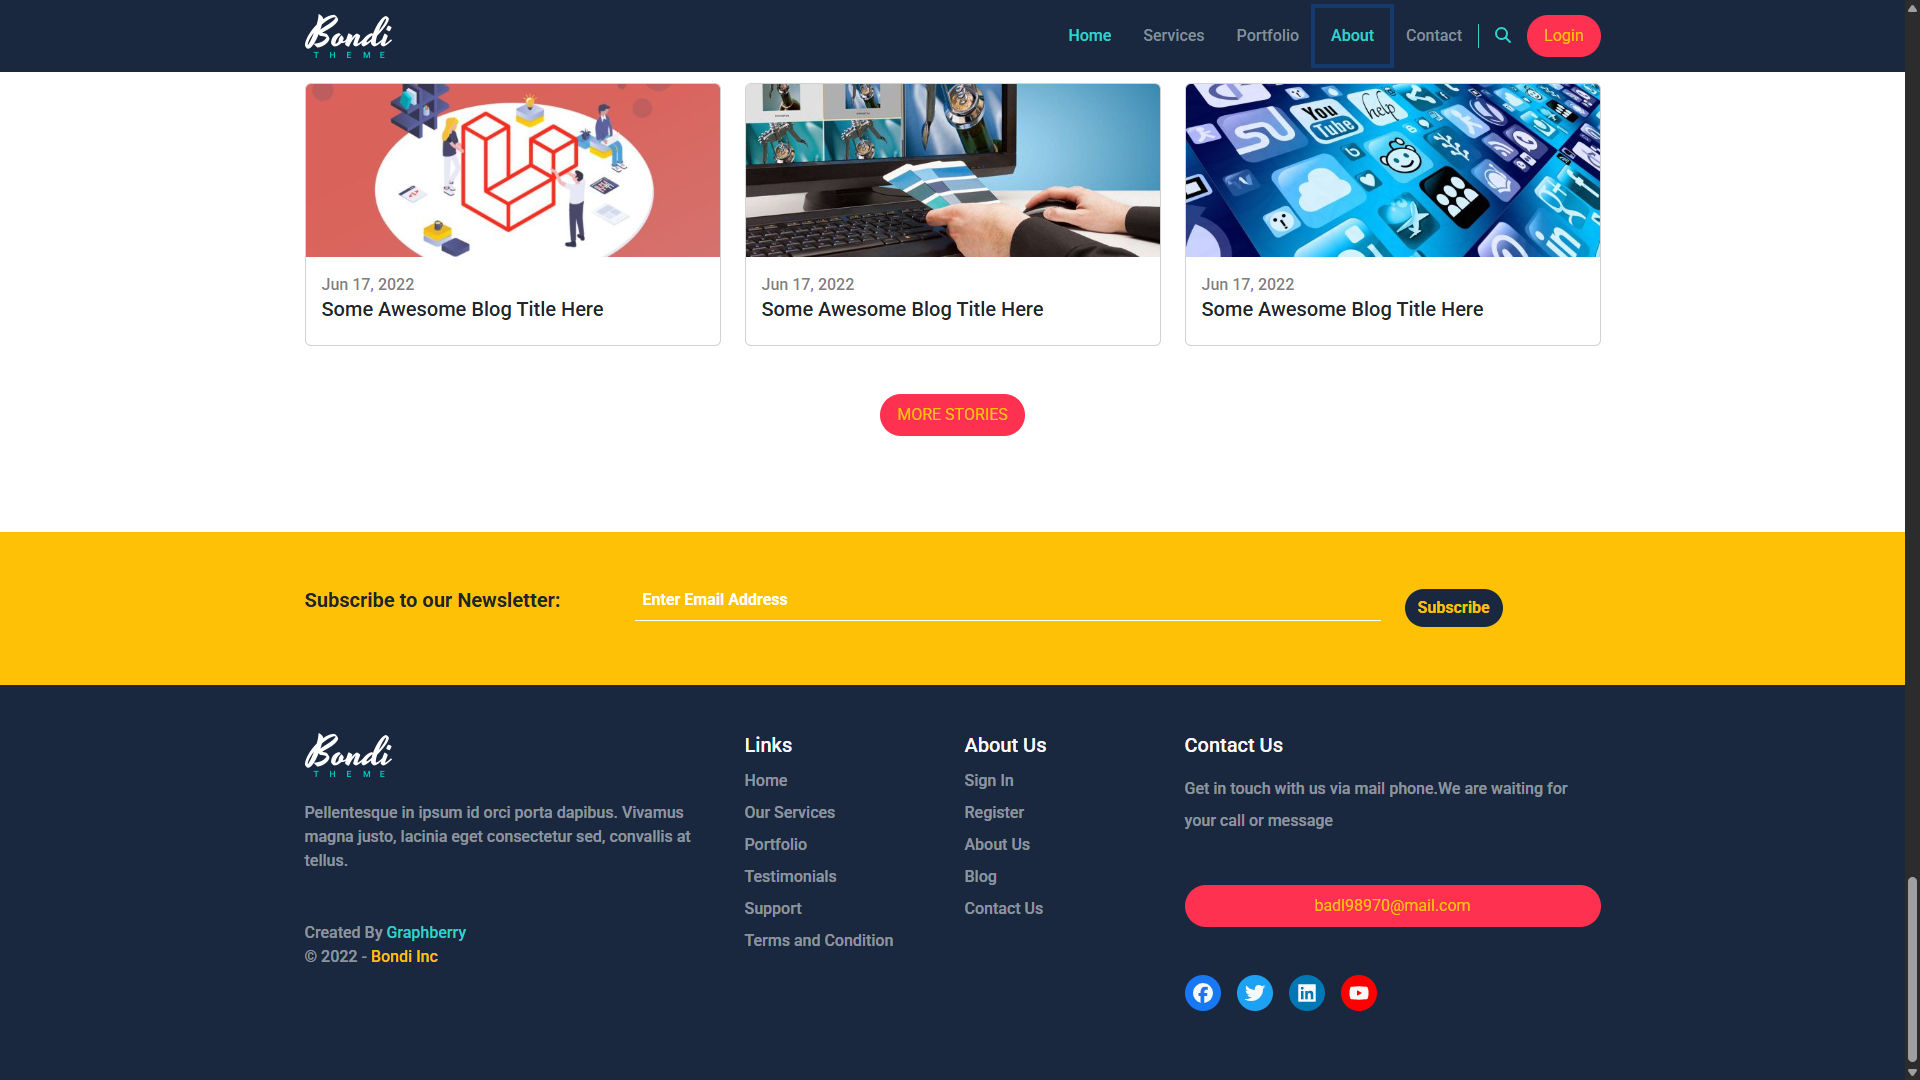 Bondi
THEME
Home
Services
Portfolio
About
Contact
Login
You
Tube
help
in
Jun 17, 2022
Some Awesome Blog Title Here
Jun 17, 2022
Some Awesome Blog Title Here
Jun 17, 2022
Some Awesome Blog Title Here
MORE STORIES
Subscribe to our Newsletter:
Enter Email Address
Subscribe
Bondi
THEME
Pellentesque in ipsum id orci porta dapibus. Vivamus
magna justo, lacinia eget consectetur sed, convallis at
tellus.
Created By Graphberry
© 2022 - Bondi Inc
Links
Home
Our Services
Portfolio
Testimonials
Support
Terms and Condition
About Us
Sign In
Register
About Us
Blog
Contact Us
Contact Us
Get in touch with us via mail phone.We are waiting for
your call or message
badl98970@mail.com